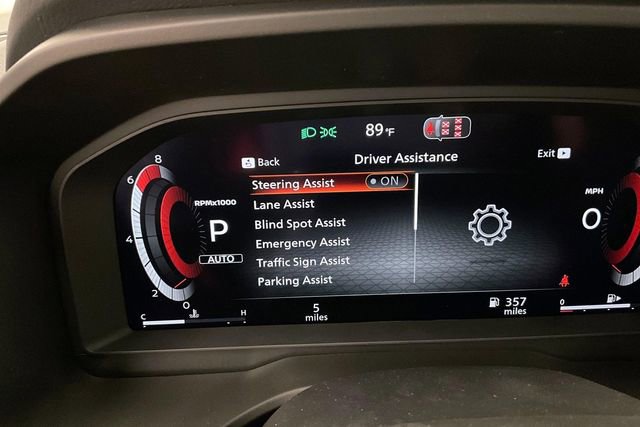 89°F
Back
Driver Assistance
Exit
Steering Assist ON
Lane Assist
Blind Spot Assist
Emergency Assist
Traffic Sign Assist
Parking Assist
8
6
4
2
0
RPMx1000
P
AUTO
MPH
0
C
H
5
miles
357
miles
0